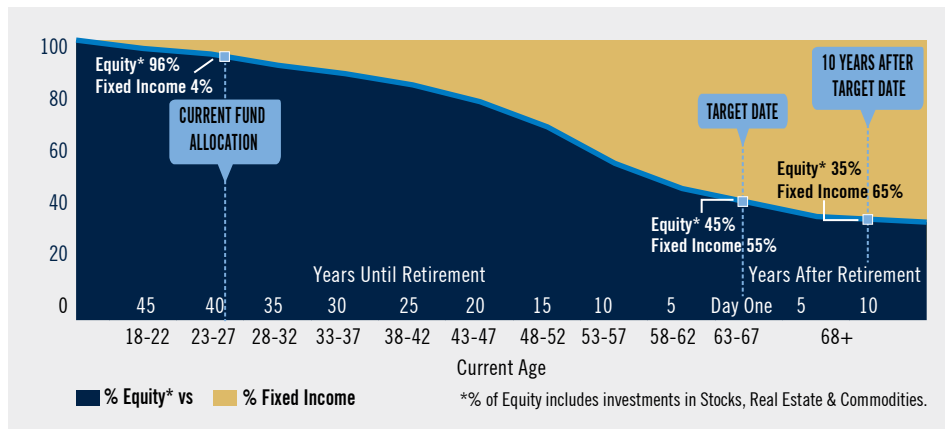 100
80
60
40
20
0
Equity* 96%
Fixed Income 4%
CURRENT FUND
ALLOCATION
TARGET DATE
10 YEARS AFTER
TARGET DATE
Equity* 35%
Fixed Income 65%
Equity* 45%
Fixed Income 55%
Years Until Retirement
Years After Retirement
45 40 35 30 25 20 15 10 5 Day One 5 10
18-22 23-27 28-32 33-37 38-42 43-47 48-52 53-57 58-62 63-67 68+
Current Age
% Equity* vs % Fixed Income
*% of Equity includes investments in Stocks, Real Estate & Commodities.